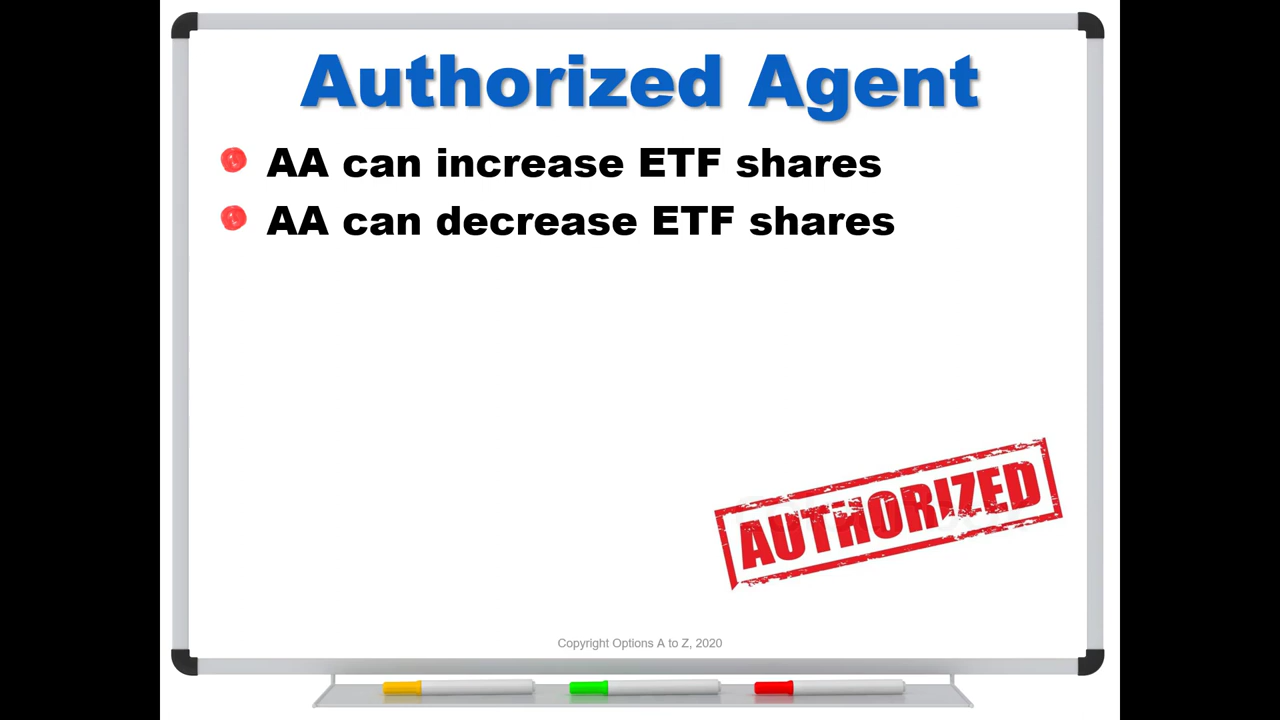 Authorized Agent
AA can increase ETF shares
AA can decrease ETF shares
AUTHORIZED
Copyright Options A to Z, 2020